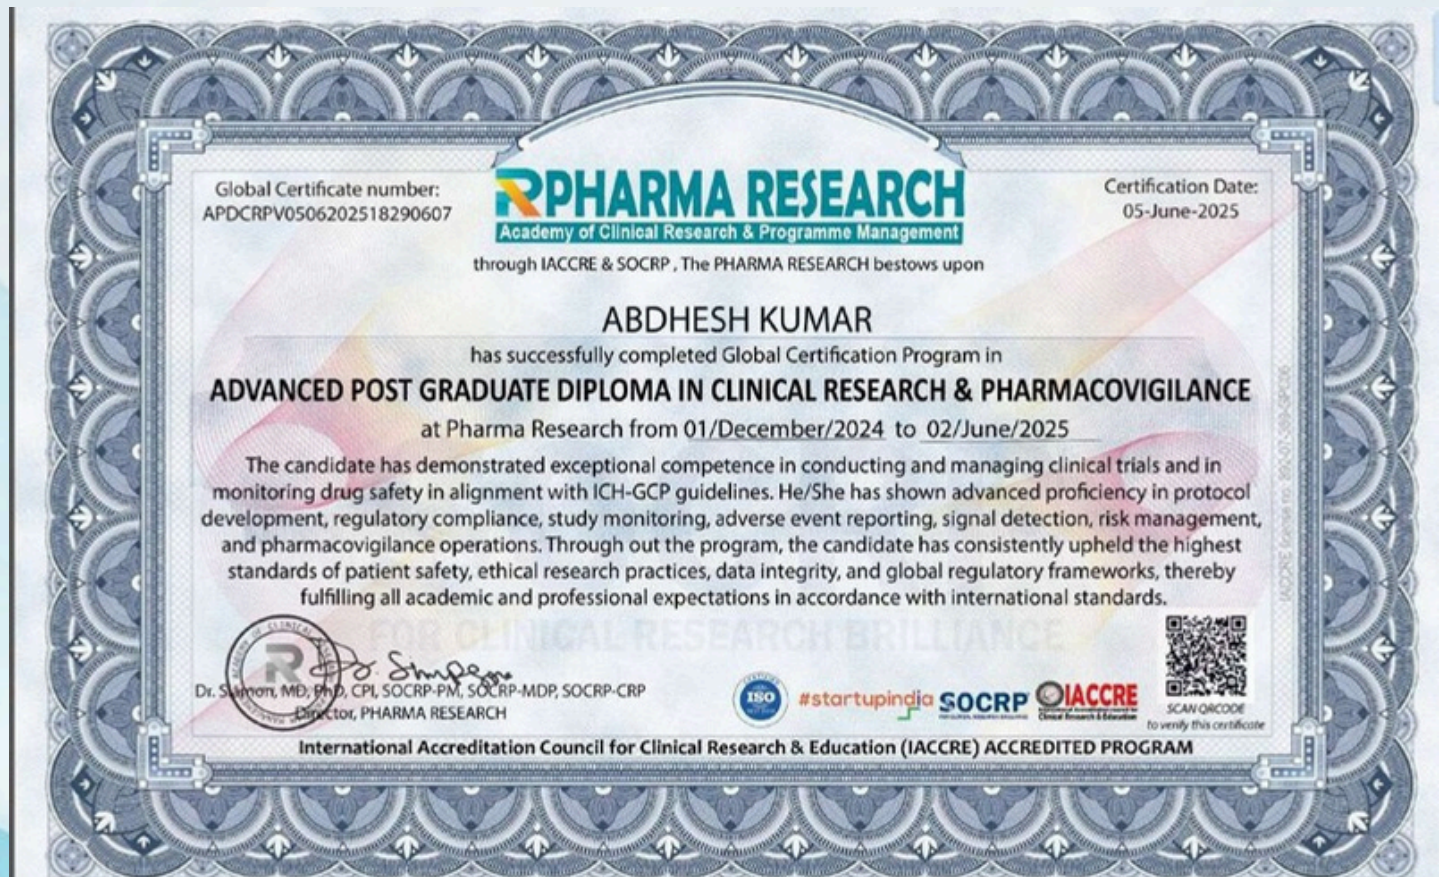 Global Certificate number:
APDCRPV0506202518290607
RPHARMA RESEARCH
Academy of Clinical Research & Programme Management
Certification Date:
05-June-2025
through IACCRE & SOCRP , The PHARMA RESEARCH bestows upon
ABDHESH KUMAR
has successfully completed Global Certification Program in
ADVANCED POST GRADUATE DIPLOMA IN CLINICAL RESEARCH & PHARMACOVIGILANCE
at Pharma Research from 01/December/2024 to 02/June/2025
The candidate has demonstrated exceptional competence in conducting and managing clinical trials and in
monitoring drug safety in alignment with ICH-GCP guidelines. He/She has shown advanced proficiency in protocol
development, regulatory compliance, study monitoring, adverse event reporting, signal detection, risk management,
and pharmacovigilance operations. Through out the program, the candidate has consistently upheld the highest
standards of patient safety, ethical research practices, data integrity, and global regulatory frameworks, thereby
fulfilling all academic and professional expectations in accordance with international standards.
FOR CLINICAL RESEARCH BRILLIANCE
Dr. MD, PhD, CPI, SOCRP-PM, SOCRP-MDP, SOCRP-CRP
Director, PHARMA RESEARCH
ISO
#startupindia
SOCRP
IACCRE
Clinical Research & Education
SCAN QRCODE
to verify this certificate
International Accreditation Council for Clinical Research & Education (IACCRE) ACCREDITED PROGRAM